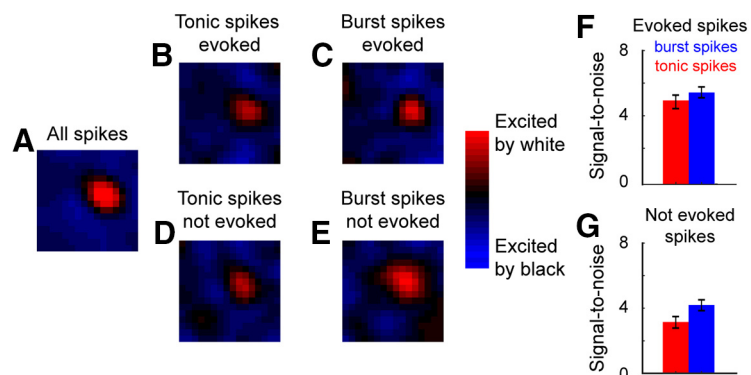 A
All spikes
B
Tonic spikes
evoked
C
Burst spikes
evoked
D
Tonic spikes
not evoked
E
Burst spikes
not evoked
Excited
by white
Excited
by black
F
Evoked spikes
burst spikes
tonic spikes
Signal-to-noise
8
4
0
G
Not evoked
spikes
Signal-to-noise
8
4
0